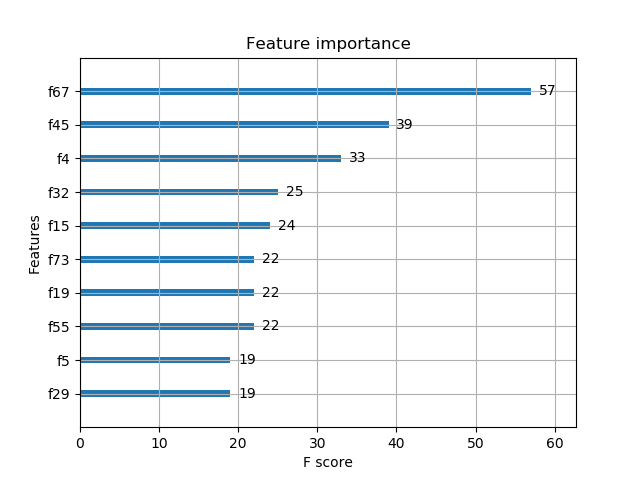 Feature importance
Features
f67 57
f45 39
f4 33
f32 25
f15 24
f73 22
f19 22
f55 22
f5 19
f29 19
0 10 20 30 40 50 60
F score